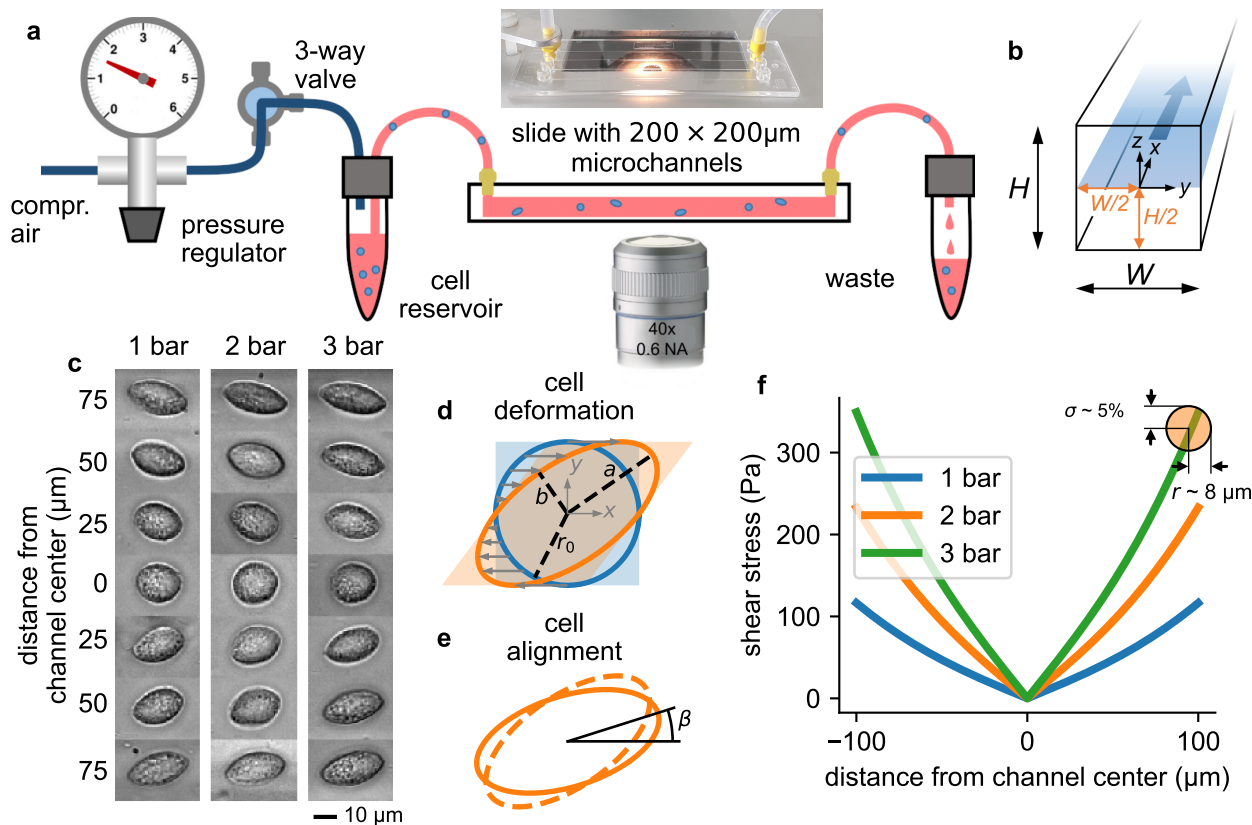 a
0
1
2
3
4
5
6
3-way
valve
compr.
air
pressure
regulator
cell
reservoir
slide with 200 × 200µm
microchannels
40x
0.6 NA
waste
b
H
W
z
x
y
W/2
H/2
c
1 bar
2 bar
3 bar
distance from
channel center (µm)
75
50
25
0
25
50
75
10 µm
d
cell
deformation
y
x
a
b
r₀
e
cell
alignment
β
f
shear stress (Pa)
300
200
100
0
1 bar
2 bar
3 bar
σ ~ 5%
r ~ 8 µm
−100
0
100
distance from channel center (µm)